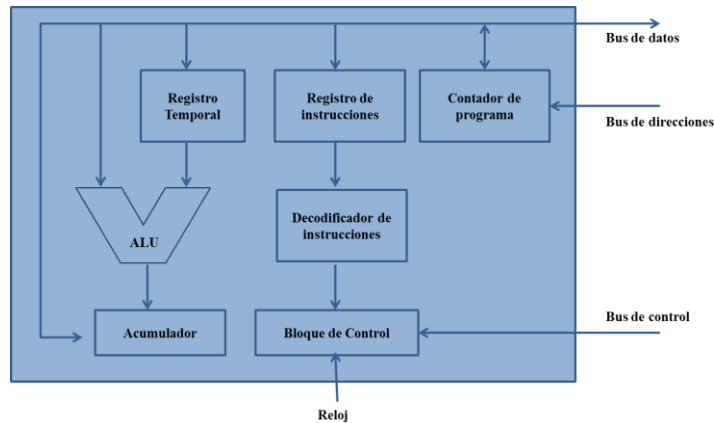 Bus de datos
Registro
Temporal
Registro de
instrucciones
Contador de
programa
Bus de direcciones
Decodificador de
instrucciones
ALU
Acumulador
Bloque de Control
Bus de control
Reloj